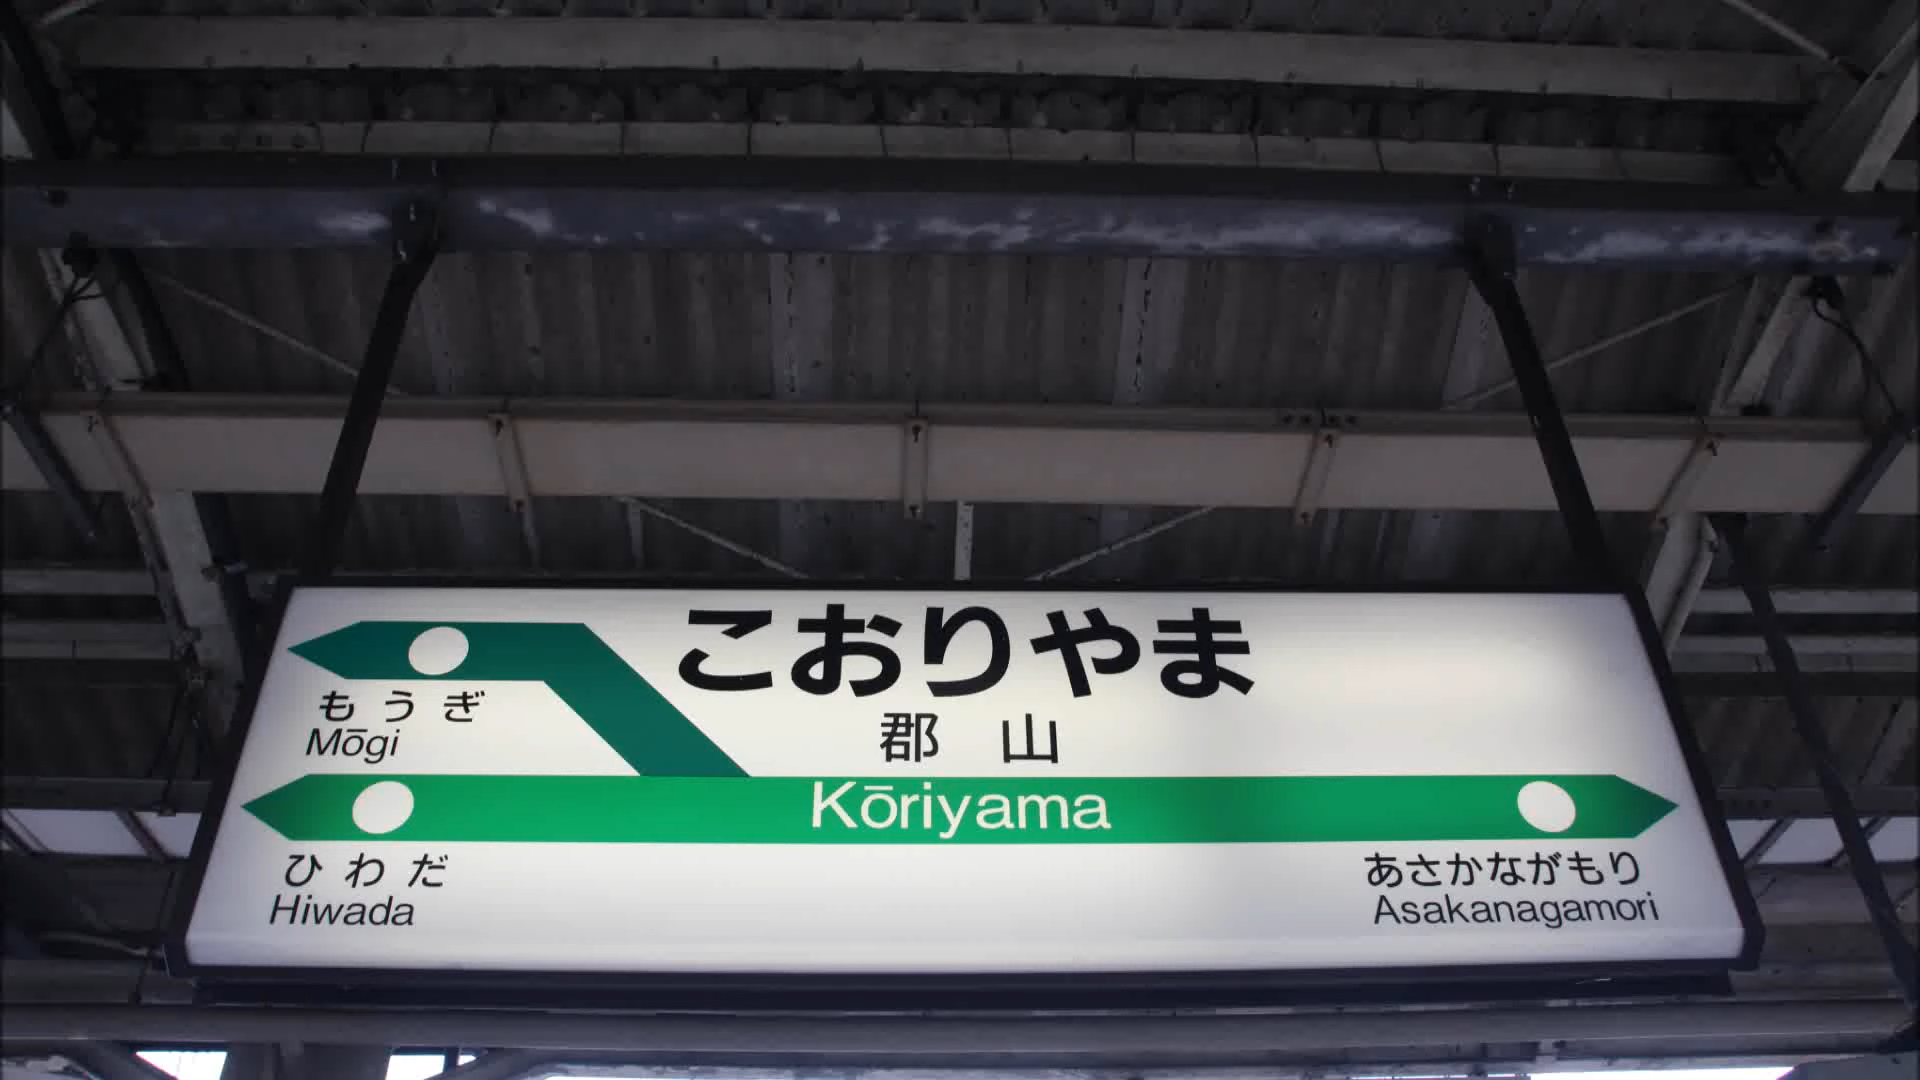 こおりやま
郡山
Kōriyama
もうぎ
Mōgi
ひわだ
Hiwada
あさかながもり
Asakanagamori